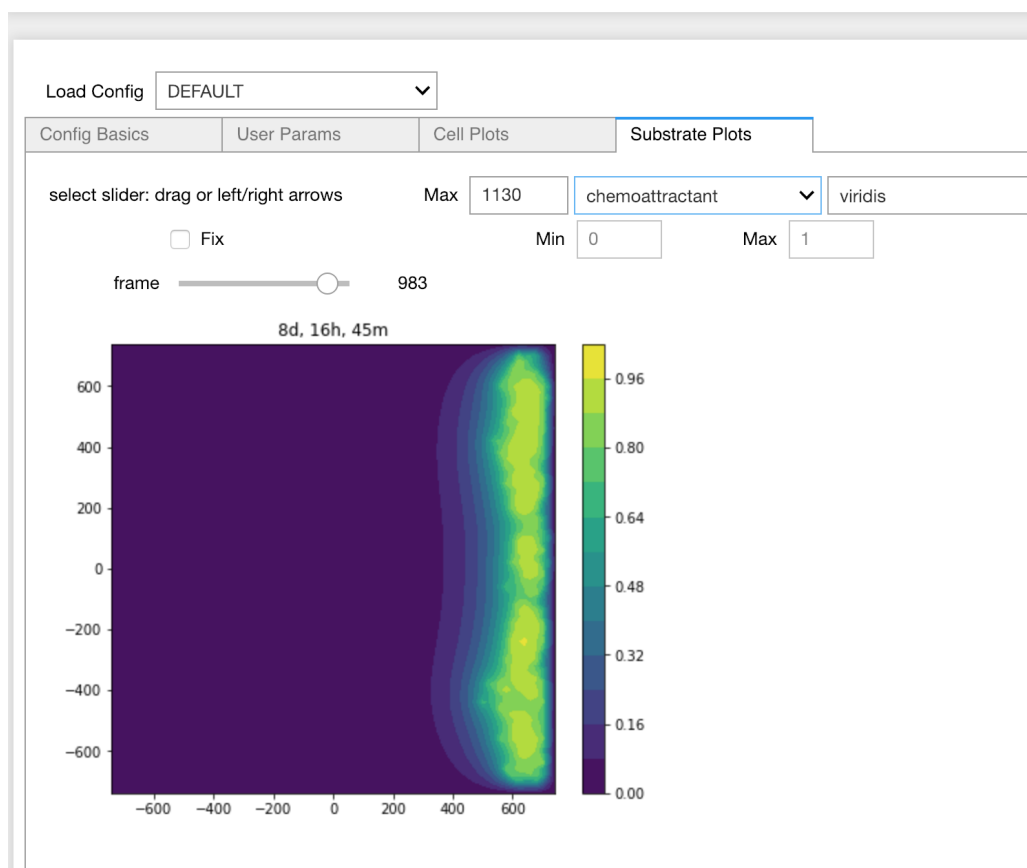 Load Config DEFAULT
Config Basics User Params Cell Plots Substrate Plots
select slider: drag or left/right arrows Max 1130 chemoattractant viridis
Fix Min 0 Max 1
frame 983
8d, 16h, 45m
600
400
200
0
−200
−400
−600
−600 −400 −200 0 200 400 600
0.96
0.80
0.64
0.48
0.32
0.16
0.00